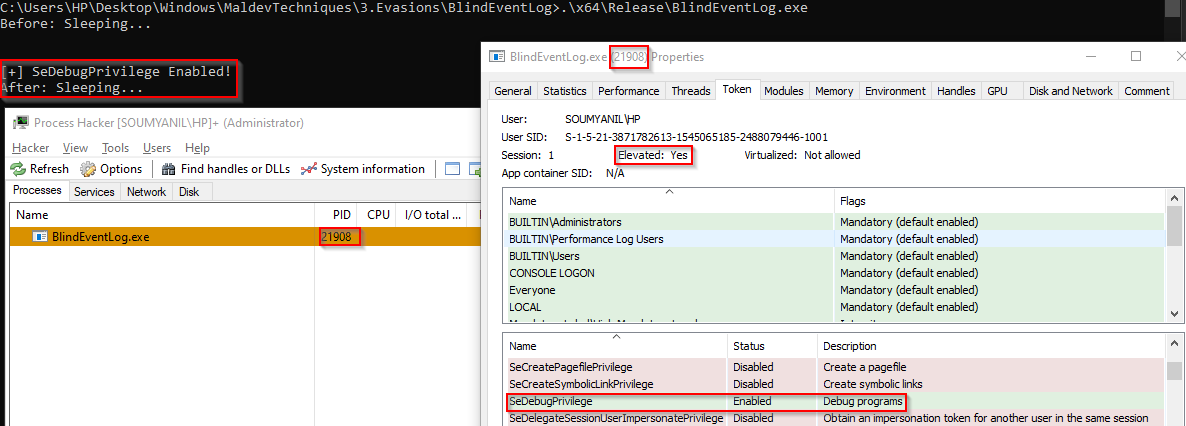 C:\Users\HP\Desktop\Windows\MaldevTechniques\3.Evasions\BlindEventLog>.\x64\Release\BlindEventLog.exe
Before: Sleeping...
[+] SeDebugPrivilege Enabled!
After: Sleeping...
BlindEventLog.exe (21908) Properties
General Statistics Performance Threads Token Modules Memory Environment Handles GPU Disk and Network Comment
User: SOUMYANIL\HP
User SID: S-1-5-21-3871782613-1545065185-2488079446-1001
Session: 1 Elevated: Yes Virtualized: Not allowed
App container SID: N/A
Name Flags
BUILTIN\Administrators Mandatory (default enabled)
BUILTIN\Performance Log Users Mandatory (default enabled)
BUILTIN\Users Mandatory (default enabled)
CONSOLE LOGON Mandatory (default enabled)
Everyone Mandatory (default enabled)
LOCAL Mandatory (default enabled)
Name Status Description
SeCreatePagefilePrivilege Disabled Create a pagefile
SeCreateSymbolicLinkPrivilege Disabled Create symbolic links
SeDebugPrivilege Enabled Debug programs
SeDelegateSessionUserImpersonatePrivilege Disabled Obtain an impersonation token for another user in the same session
Process Hacker [SOUMYANIL\HP]+ (Administrator)
Hacker View Tools Users Help
Refresh Options Find handles or DLLs System information
Processes Services Network Disk
Name PID CPU I/O total ...
BlindEventLog.exe 21908